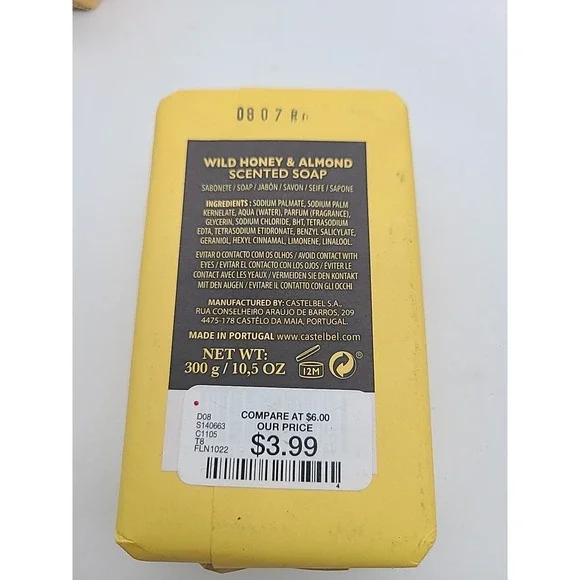 0807
WILD HONEY & ALMOND
SCENTED SOAP
SABONETE / SOAP / JABÓN / SAVON / SEIFE / SAPONE
INGREDIENTS : SODIUM PALMATE, SODIUM PALM
KERNELATE, AQUA (WATER), PARFUM (FRAGRANCE),
GLYCERIN, SODIUM CHLORIDE, BHT, TETRASODIUM
EDTA, TETRASODIUM ETIDRONATE, BENZYL SALICYLATE,
GERANIOL, HEXYL CINNAMAL, LIMONENE, LINALOOL.
EVITAR O CONTACTO COM OS OLHOS / AVOID CONTACT WITH
EYES / EVITAR EL CONTACTO CON LOS OJOS / ÉVITER LE
CONTACT AVEC LES YEUX / VERMEIDEN SIE DEN KONTAKT
MIT DEN AUGEN / EVITARE IL CONTATTO CON GLI OCCHI
MANUFACTURED BY: CASTELBEL S.A.,
RUA CONSELHEIRO ARAÚJO DE BARROS, 209
4475-178 CASTÊLO DA MAIA, PORTUGAL.
MADE IN PORTUGAL www.castelbel.com
NET WT:
300 g / 10,5 OZ
12M
®
D08
S140663
C1105
T8
FLN1022
COMPARE AT $6.00
OUR PRICE
$3.99
4